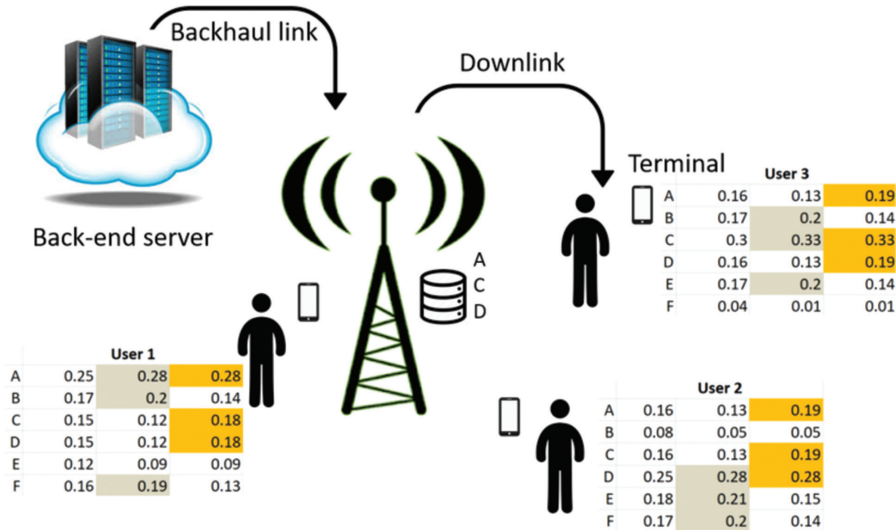 Backhaul link
Downlink
Back-end server
Terminal
User 3
A 0.16 0.13 0.19
B 0.17 0.2 0.14
C 0.3 0.33 0.33
D 0.16 0.13 0.19
E 0.17 0.2 0.14
F 0.04 0.01 0.01
A
C
D
User 1
A 0.25 0.28 0.28
B 0.17 0.2 0.14
C 0.15 0.12 0.18
D 0.15 0.12 0.18
E 0.12 0.09 0.09
F 0.16 0.19 0.13
User 2
A 0.16 0.13 0.19
B 0.08 0.05 0.05
C 0.16 0.13 0.19
D 0.25 0.28 0.28
E 0.18 0.21 0.15
F 0.17 0.2 0.14